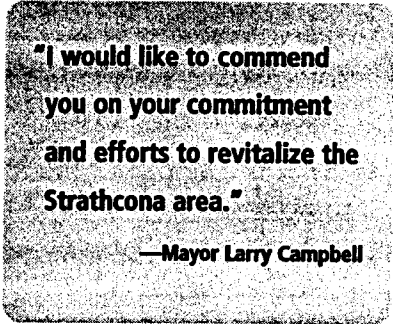 "I would like to commend
you on your commitment
and efforts to revitalize the
Strathcona area."
—Mayor Larry Campbell